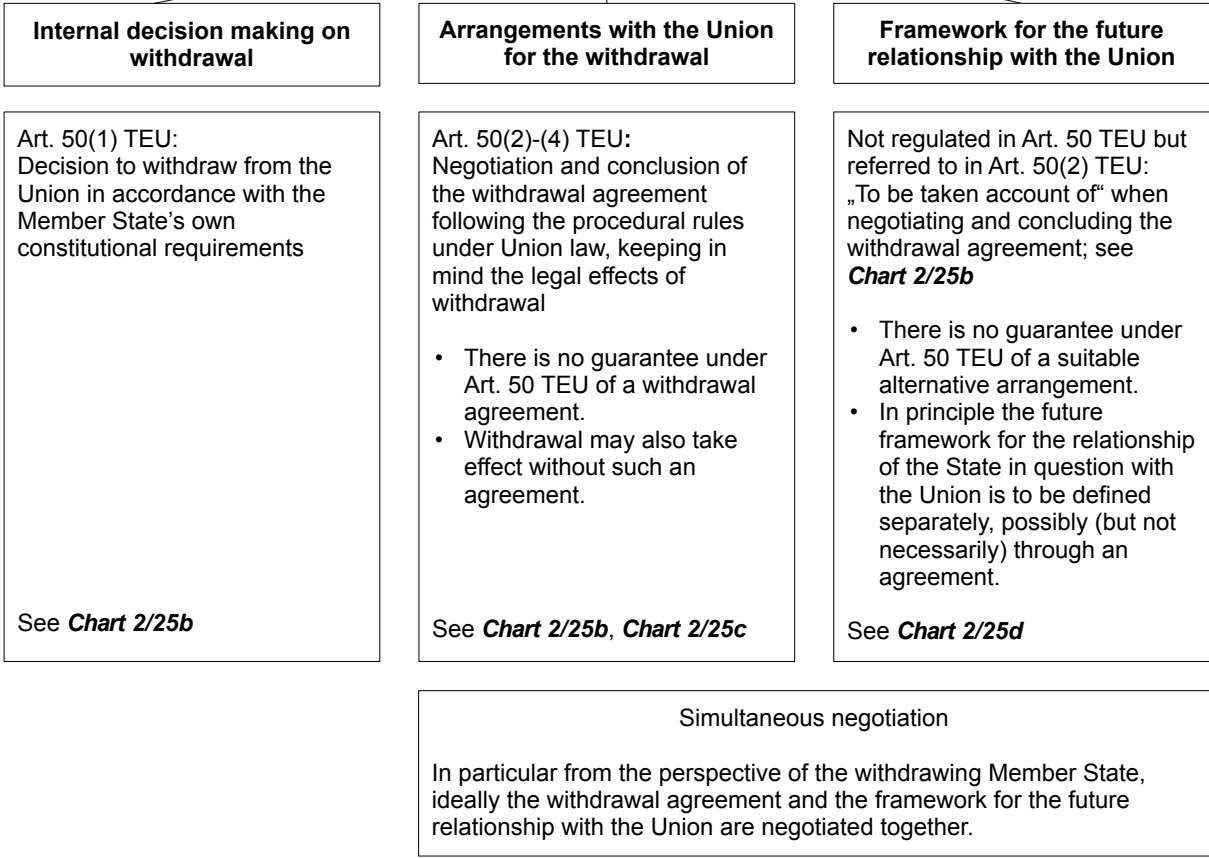 Internal decision making on
withdrawal
Arrangements with the Union
for the withdrawal
Framework for the future
relationship with the Union
Art. 50(1) TEU:
Decision to withdraw from the
Union in accordance with the
Member State’s own
constitutional requirements
See Chart 2/25b
Art. 50(2)-(4) TEU:
Negotiation and conclusion of
the withdrawal agreement
following the procedural rules
under Union law, keeping in
mind the legal effects of
withdrawal
• There is no guarantee under
Art. 50 TEU of a withdrawal
agreement.
• Withdrawal may also take
effect without such an
agreement.
See Chart 2/25b, Chart 2/25c
Not regulated in Art. 50 TEU but
referred to in Art. 50(2) TEU:
„To be taken account of“ when
negotiating and concluding the
withdrawal agreement; see
Chart 2/25b
• There is no guarantee under
Art. 50 TEU of a suitable
alternative arrangement.
• In principle the future
framework for the relationship
of the State in question with
the Union is to be defined
separately, possibly (but not
necessarily) through an
agreement.
See Chart 2/25d
Simultaneous negotiation
In particular from the perspective of the withdrawing Member State,
ideally the withdrawal agreement and the framework for the future
relationship with the Union are negotiated together.